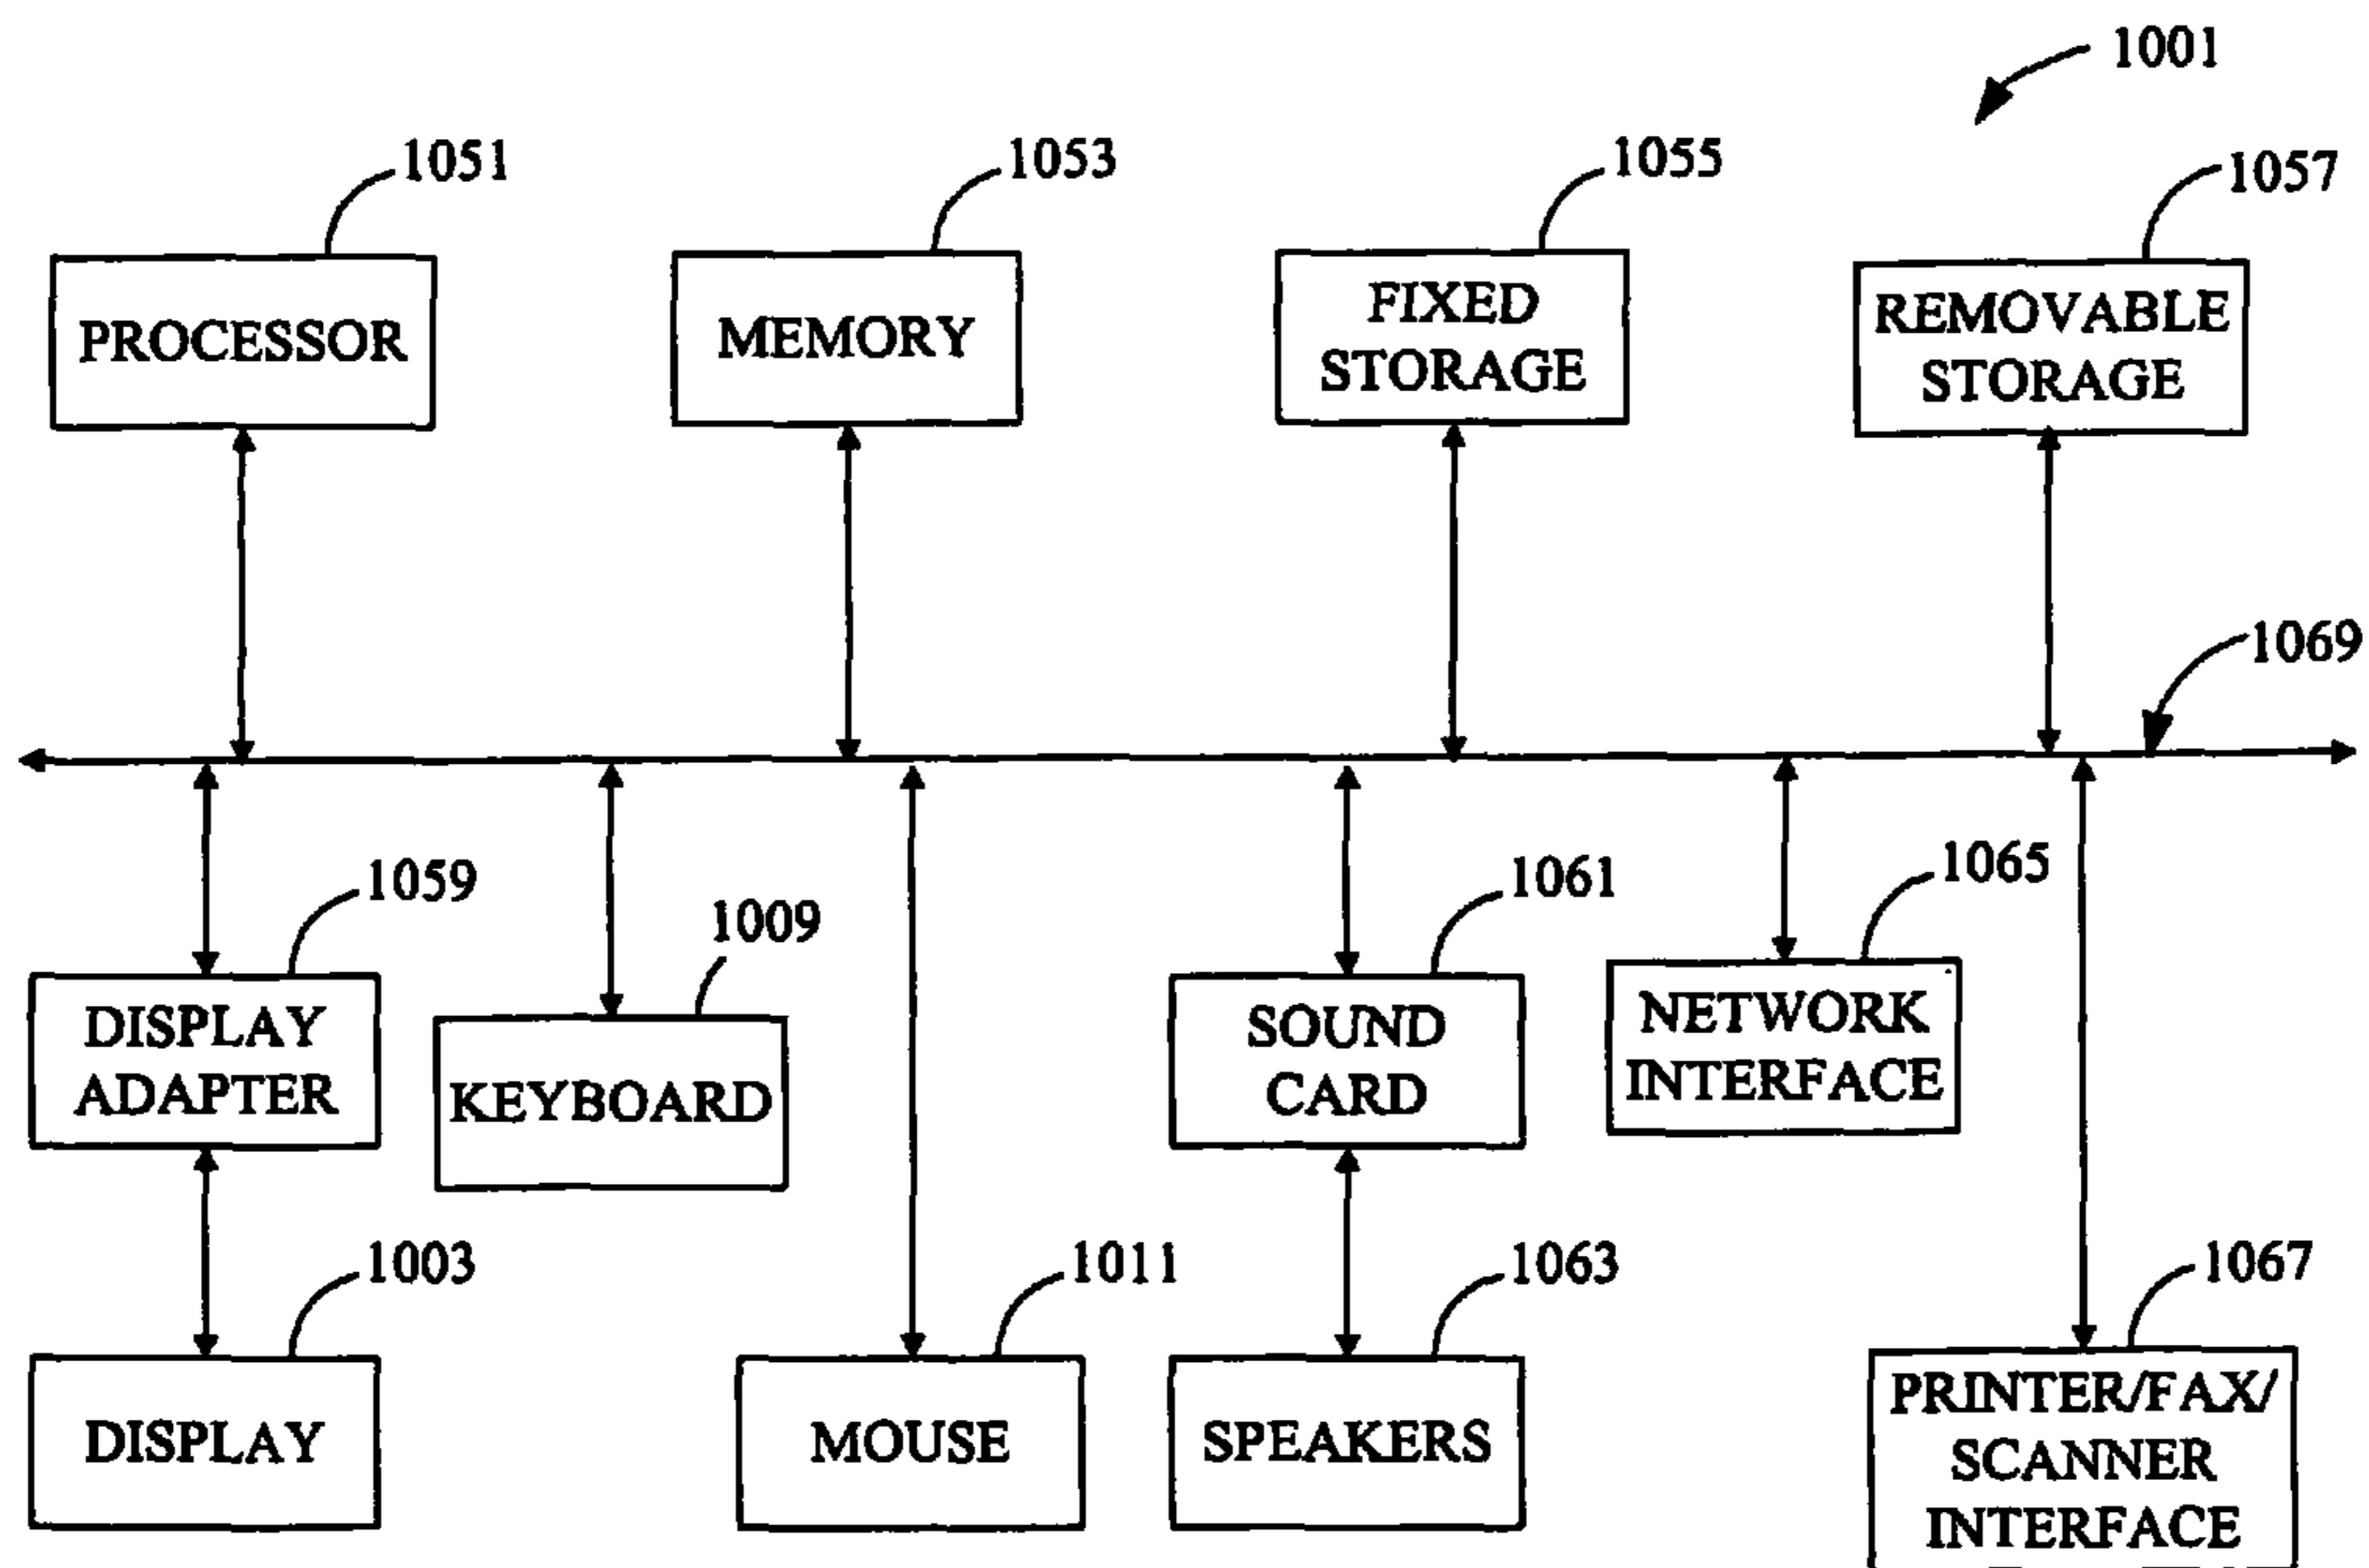 1001
1051
1053
1055
1057
PROCESSOR
MEMORY
FIXED
STORAGE
REMOVABLE
STORAGE
1069
1059
1009
1061
1065
DISPLAY
ADAPTER
KEYBOARD
SOUND
CARD
NETWORK
INTERFACE
1003
1011
1063
1067
DISPLAY
MOUSE
SPEAKERS
PRINTER/FAX/
SCANNER
INTERFACE